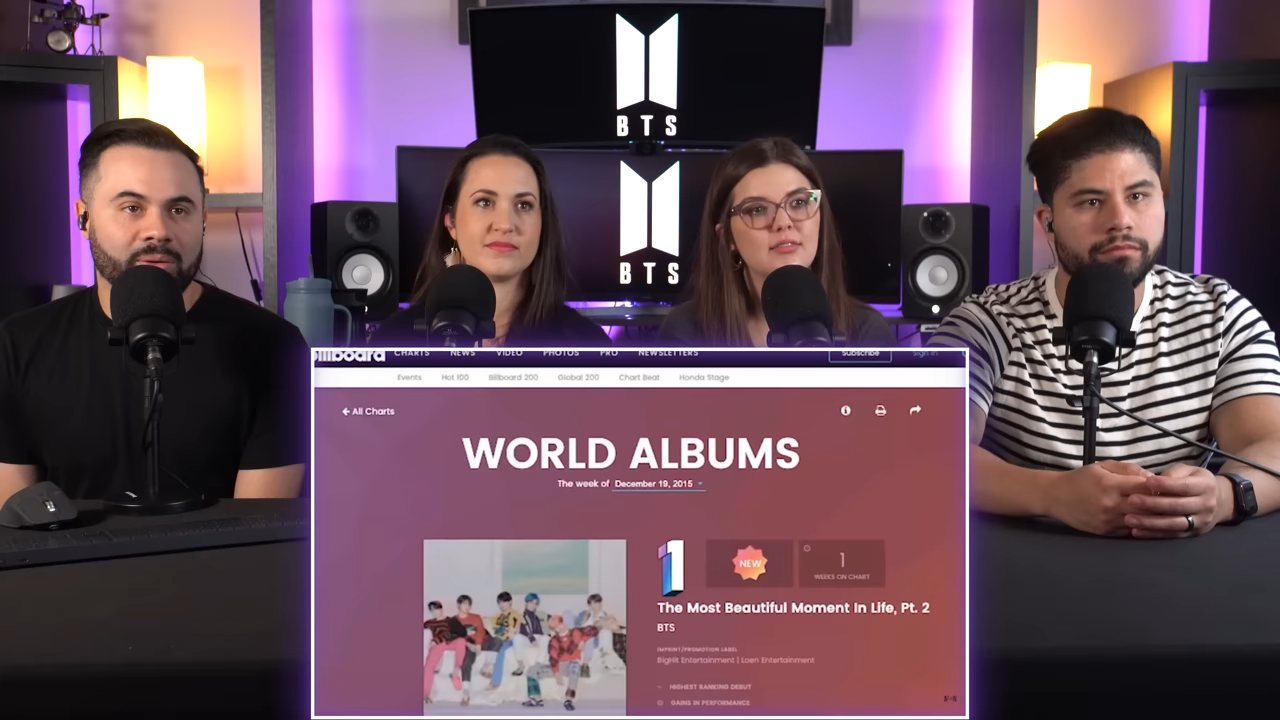 BTS
BTS
billboard CHARTS NEWS VIDEO PHOTOS PRO NEWSLETTERS Subscribe Sign In
Events Hot 100 Billboard 200 Global 200 Chart Beat Honda Stage
All Charts
WORLD ALBUMS
The week of December 19, 2015
1 NEW 1
WEEKS ON CHART
The Most Beautiful Moment In Life, Pt. 2
BTS
IMPRINT/PROMOTION LABEL
BigHit Entertainment | Loen Entertainment
HIGHEST RANKING DEBUT
GAINS IN PERFORMANCE